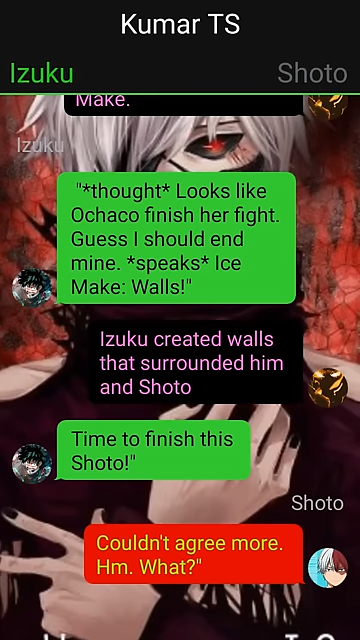 Kumar TS
Izuku
Shoto
Make.
Izuku
"*thought* Looks like
Ochaco finish her fight.
Guess I should end
mine. *speaks* Ice
Make: Walls!"
Izuku created walls
that surrounded him
and Shoto
Time to finish this
Shoto!"
Shoto
Couldn't agree more.
Hm. What?"